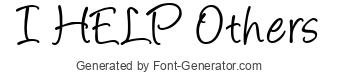 I HELP Others
Generated by Font-Generator.com